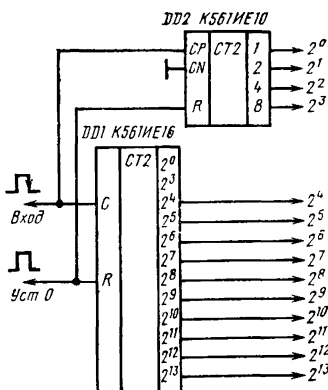 DD2 К561ИЕ10
CP CT2 1 2⁰
CN 2 2¹
4 2²
R 8 2³
DD1 К561ИЕ16
CT2 2⁰
2³
Вход C 2⁴ 2⁴
2⁵ 2⁵
2⁶ 2⁶
2⁷ 2⁷
Уст 0 R 2⁸ 2⁸
2⁹ 2⁹
2¹⁰ 2¹⁰
2¹¹ 2¹¹
2¹² 2¹²
2¹³ 2¹³